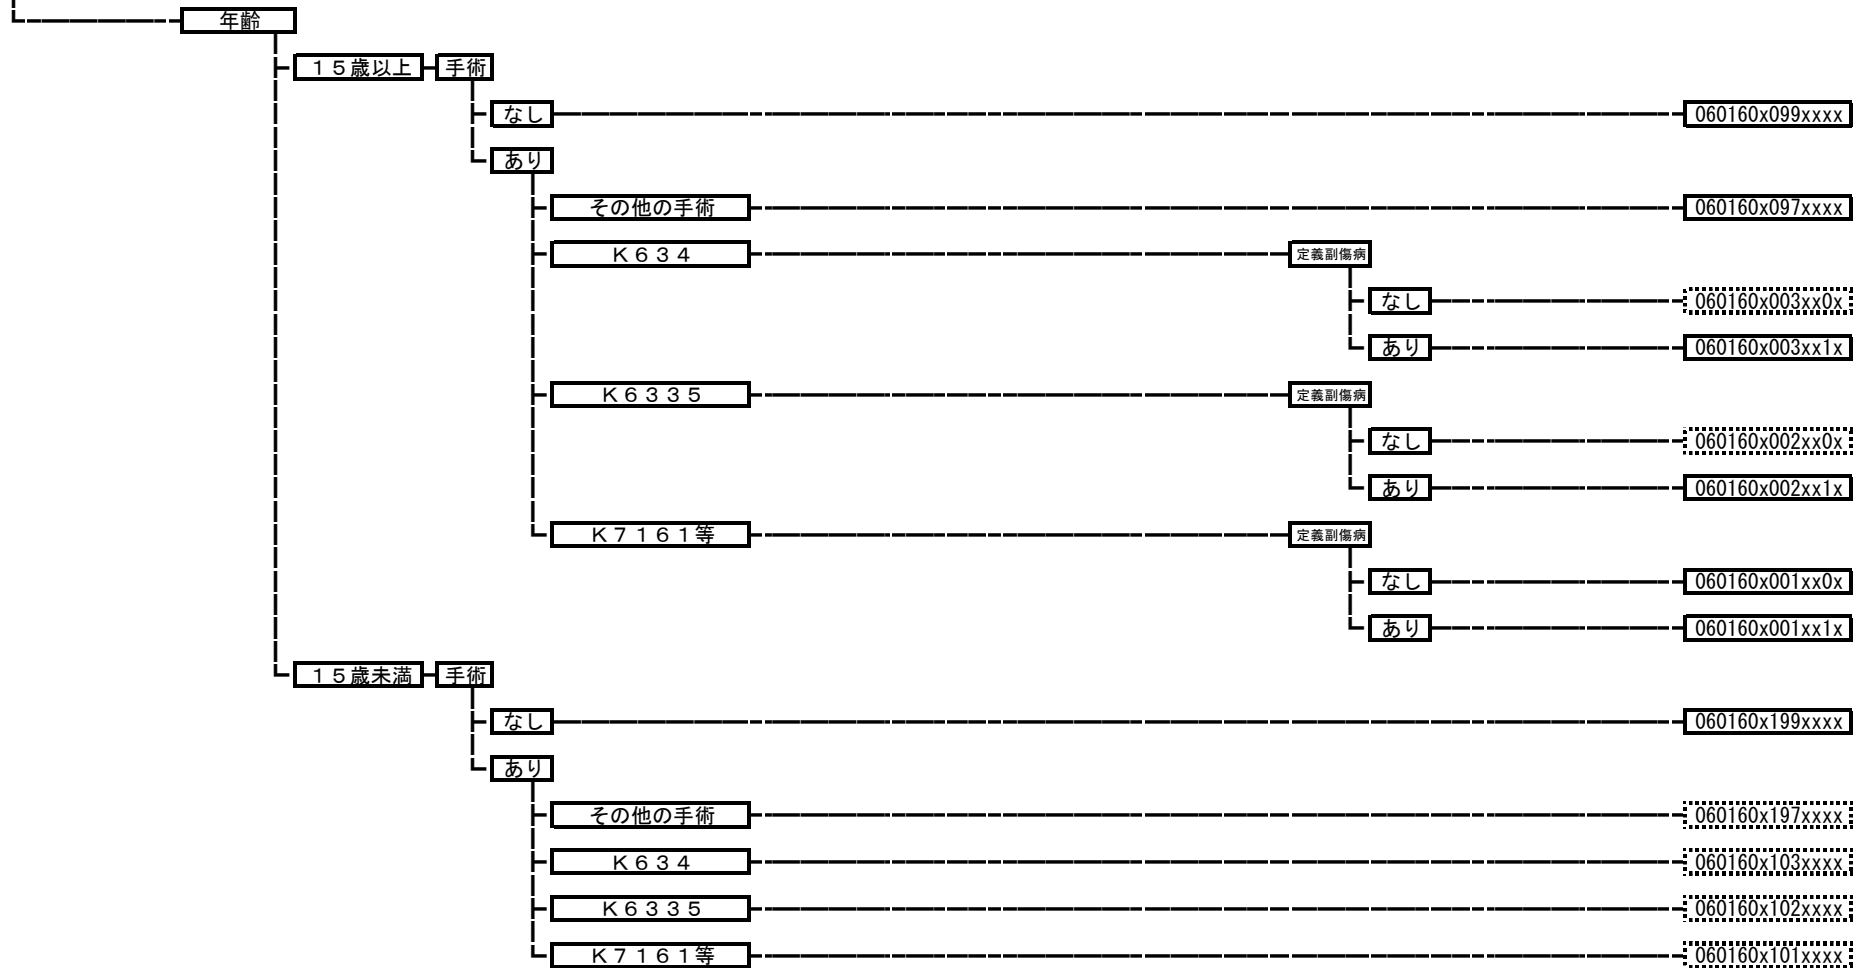 年齢
１５歳以上 手術
なし 060160x099xxxx
あり
その他の手術 060160x097xxxx
Ｋ６３４ 定義副傷病
なし 060160x003xx0x
あり 060160x003xx1x
Ｋ６３３５ 定義副傷病
なし 060160x002xx0x
あり 060160x002xx1x
Ｋ７１６１等 定義副傷病
なし 060160x001xx0x
あり 060160x001xx1x
１５歳未満 手術
なし 060160x199xxxx
あり
その他の手術 060160x197xxxx
Ｋ６３４ 060160x103xxxx
Ｋ６３３５ 060160x102xxxx
Ｋ７１６１等 060160x101xxxx